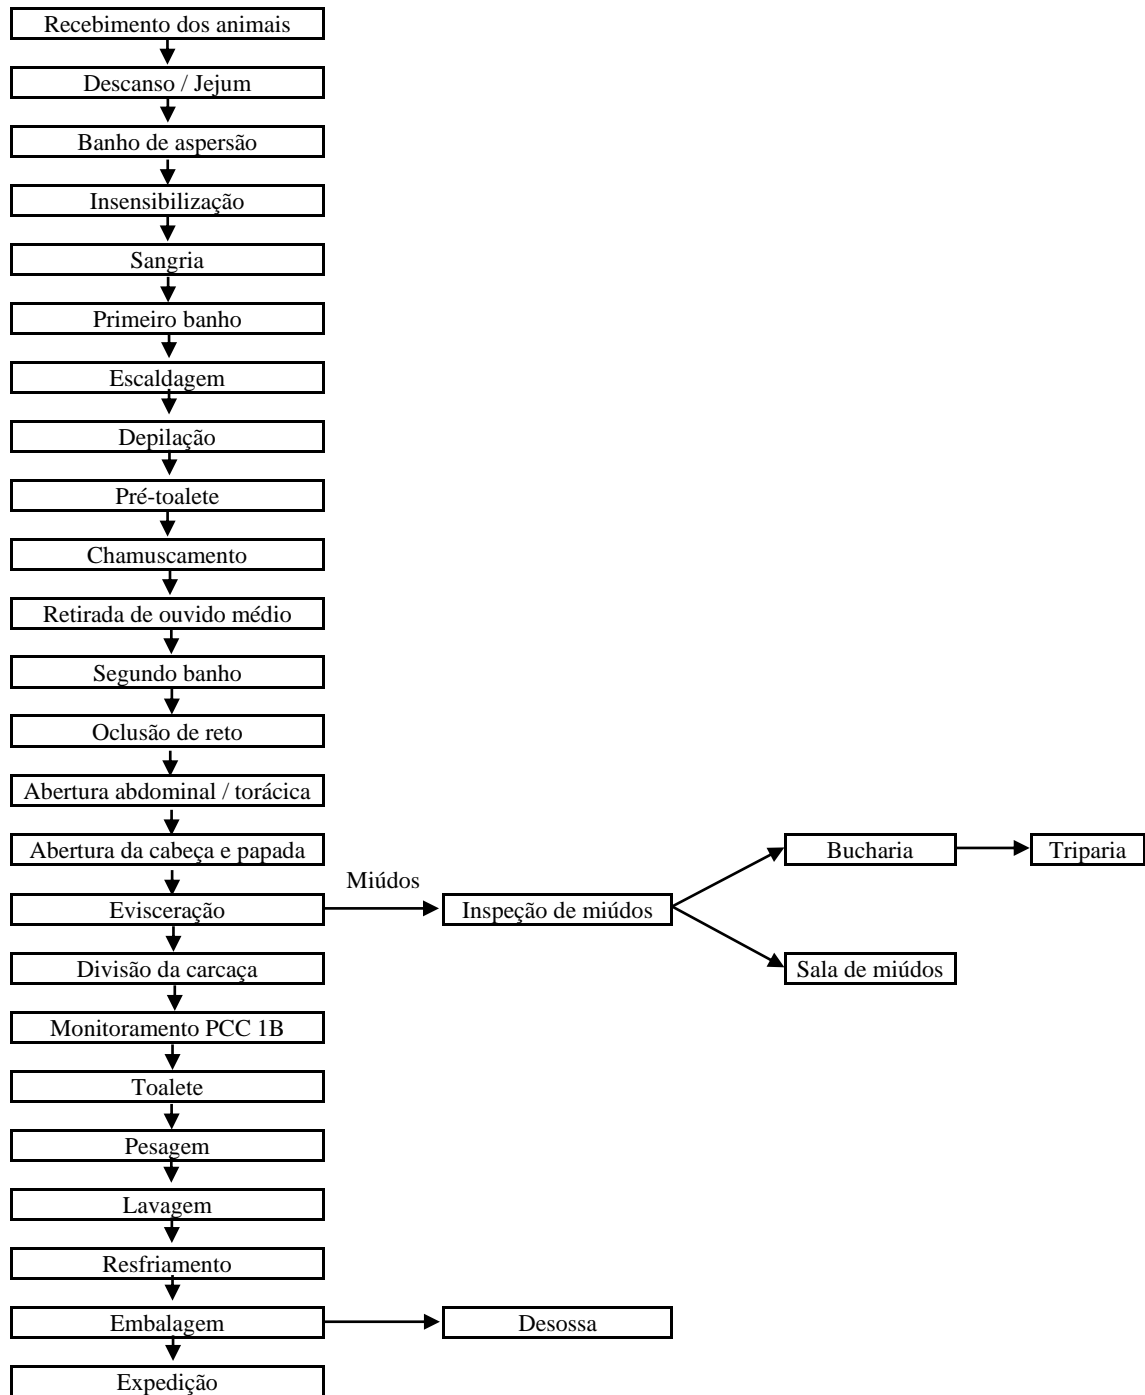 Recebimento dos animais
Descanso / Jejum
Banho de aspersão
Insensibilização
Sangria
Primeiro banho
Escaldagem
Depilação
Pré-toalete
Chamuscamento
Retirada de ouvido médio
Segundo banho
Oclusão de reto
Abertura abdominal / torácica
Abertura da cabeça e papada
Bucharia
Triparia
Miúdos
Evisceração
Inspeção de miúdos
Divisão da carcaça
Sala de miúdos
Monitoramento PCC 1B
Toalete
Pesagem
Lavagem
Resfriamento
Embalagem
Desossa
Expedição